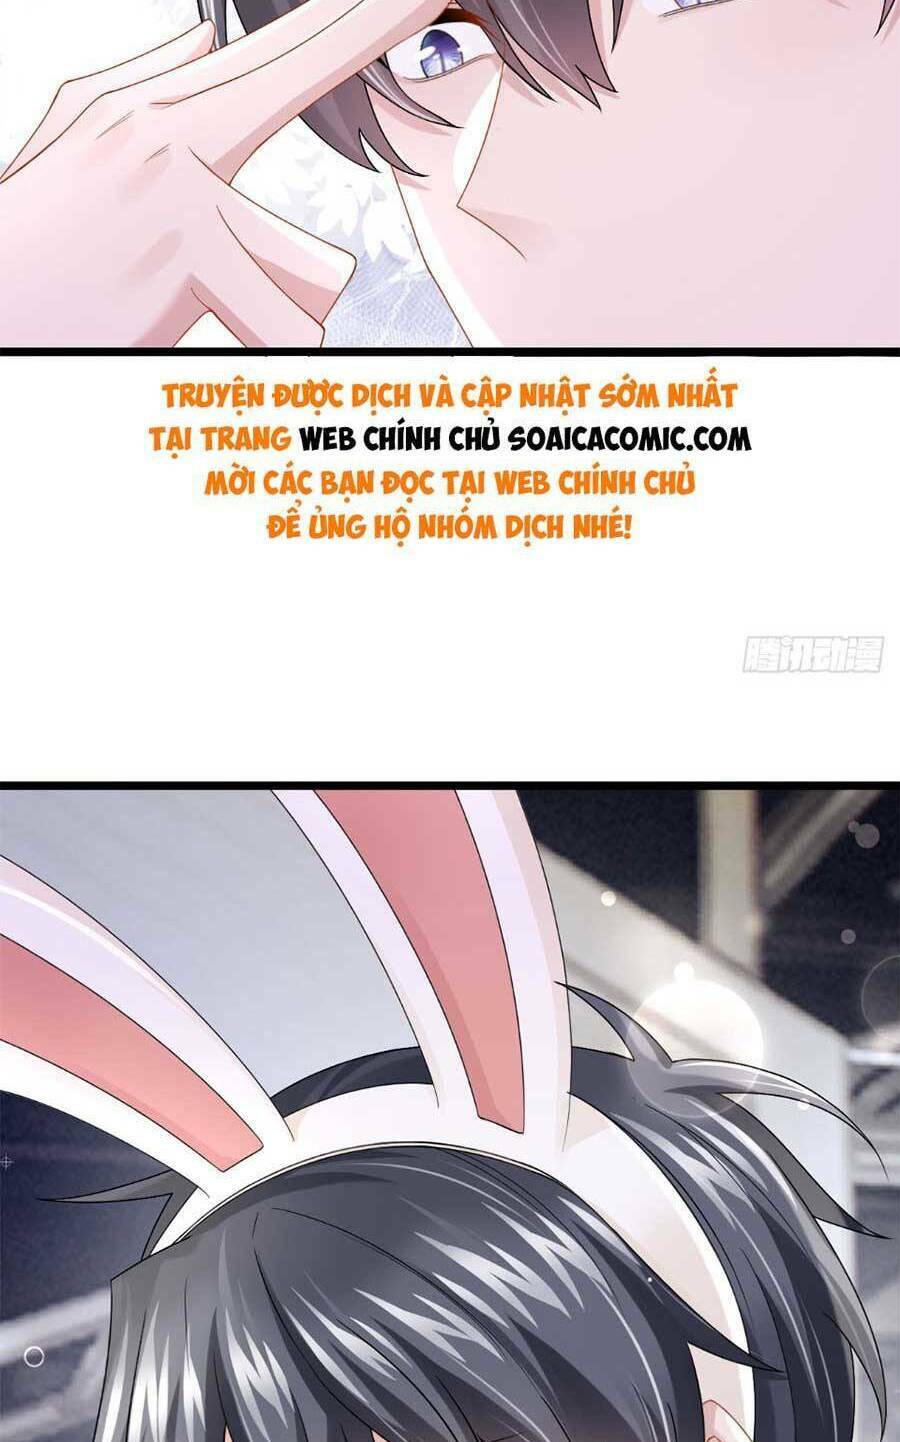 TRUYỆN ĐƯỢC DỊCH VÀ CẬP NHẬT SỚM NHẤT
TẠI TRANG WEB CHÍNH CHỦ SOAICACOMIC.COM
MỜI CÁC BẠN ĐỌC TẠI WEB CHÍNH CHỦ
ĐỂ ỦNG HỘ NHÓM DỊCH NHÉ!
腾讯动漫